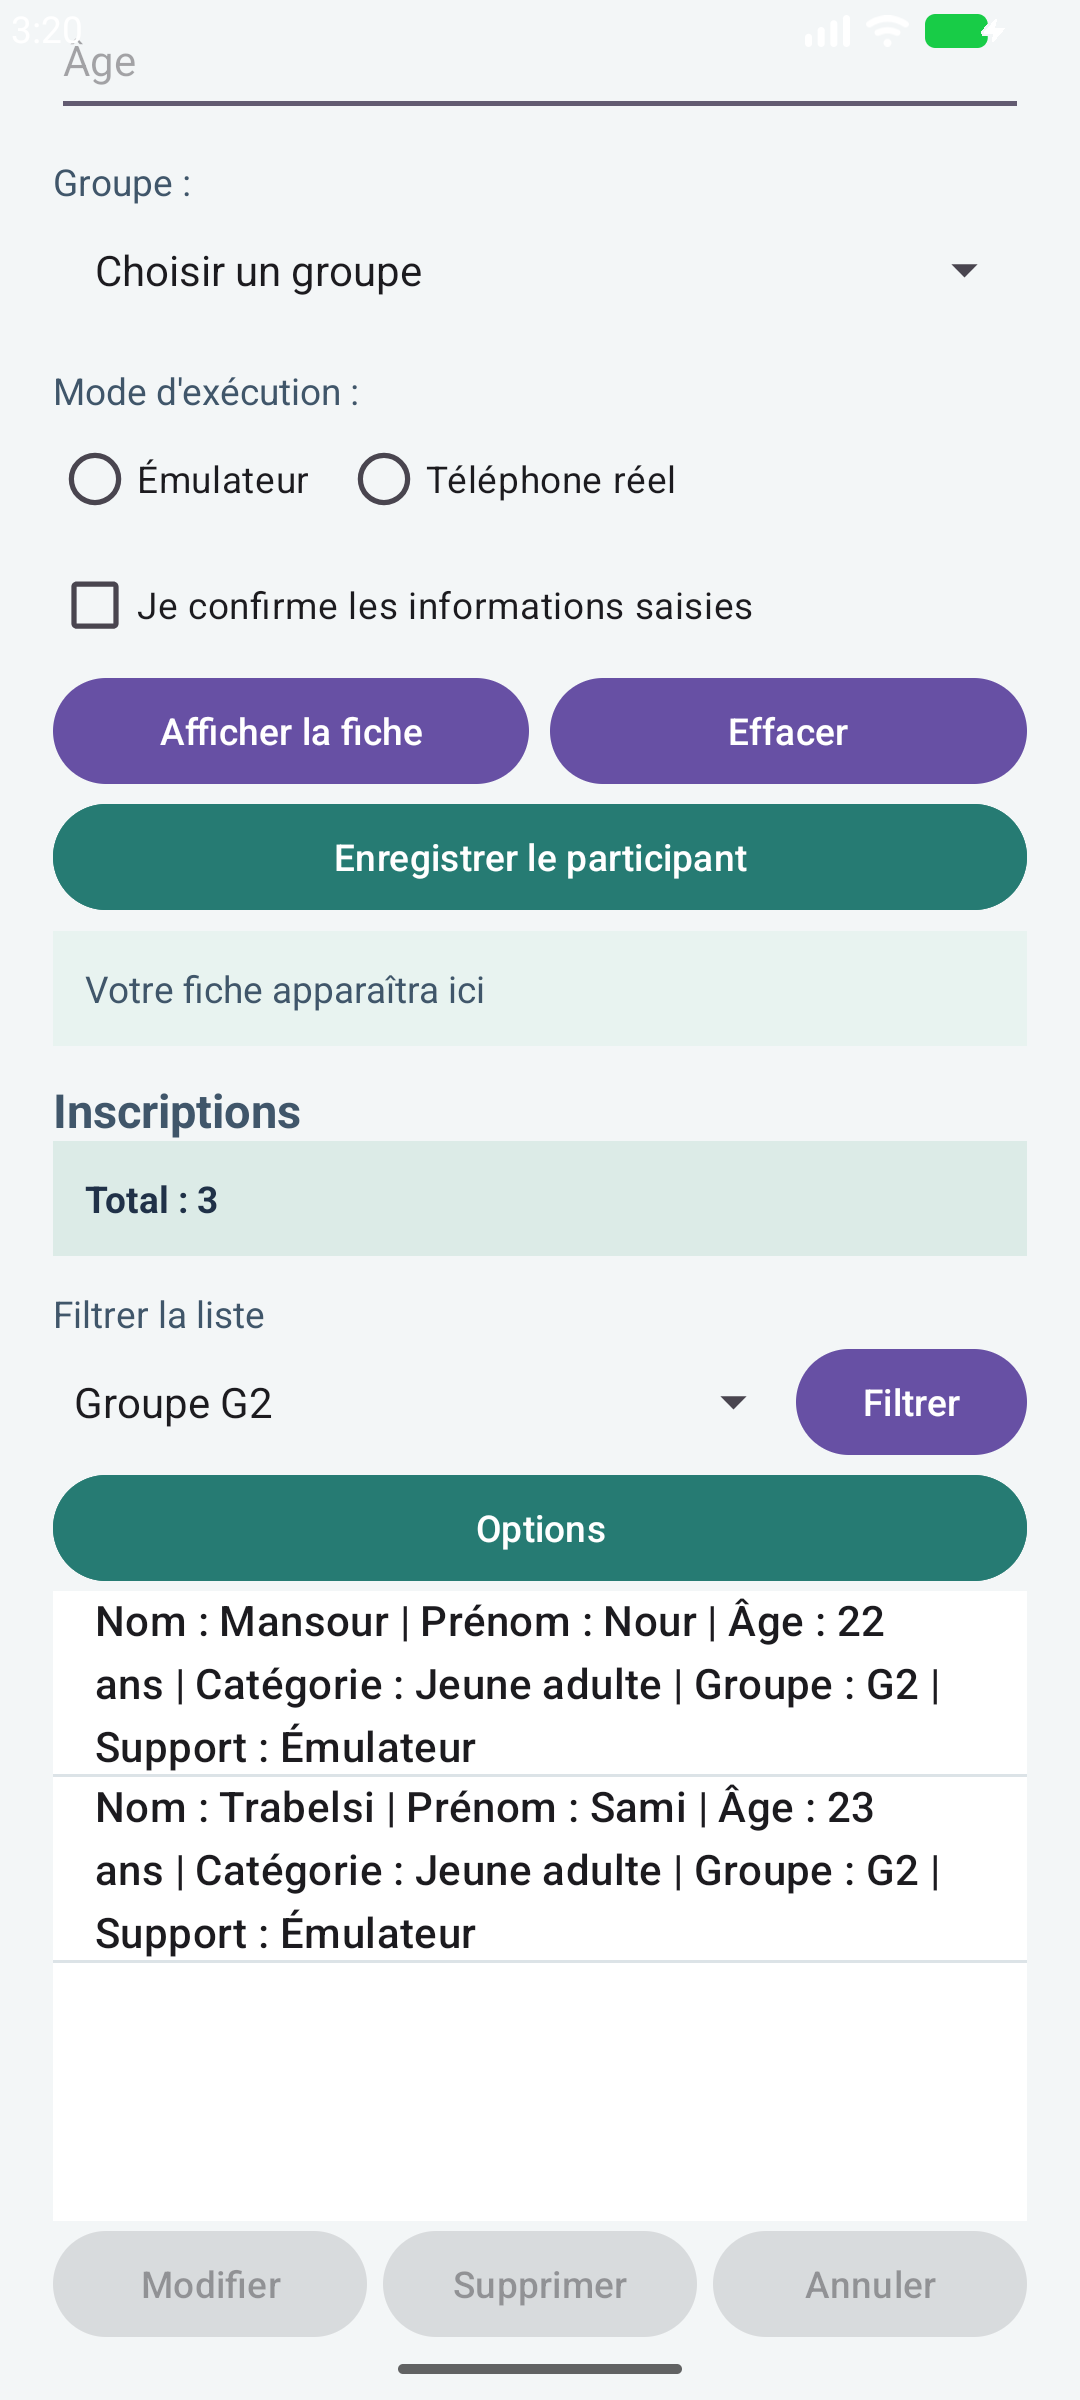 3:20
Âge
Groupe :
Choisir un groupe
Mode d'exécution :
Émulateur
Téléphone réel
Je confirme les informations saisies
Afficher la fiche
Effacer
Enregistrer le participant
Votre fiche apparaîtra ici
Inscriptions
Total : 3
Filtrer la liste
Groupe G2
Filtrer
Options
Nom : Mansour | Prénom : Nour | Âge : 22
ans | Catégorie : Jeune adulte | Groupe : G2 |
Support : Émulateur
Nom : Trabelsi | Prénom : Sami | Âge : 23
ans | Catégorie : Jeune adulte | Groupe : G2 |
Support : Émulateur
Modifier
Supprimer
Annuler